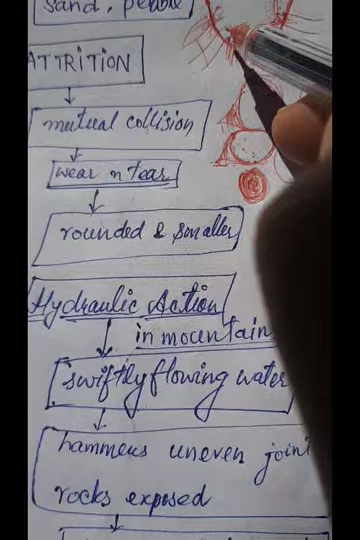 sand, pebble
ATTRITION
mutual collision
wear n tear
rounded & smaller
Hydraulic Action
in mountain
swiftly flowing water
hammers uneven joint
rocks exposed